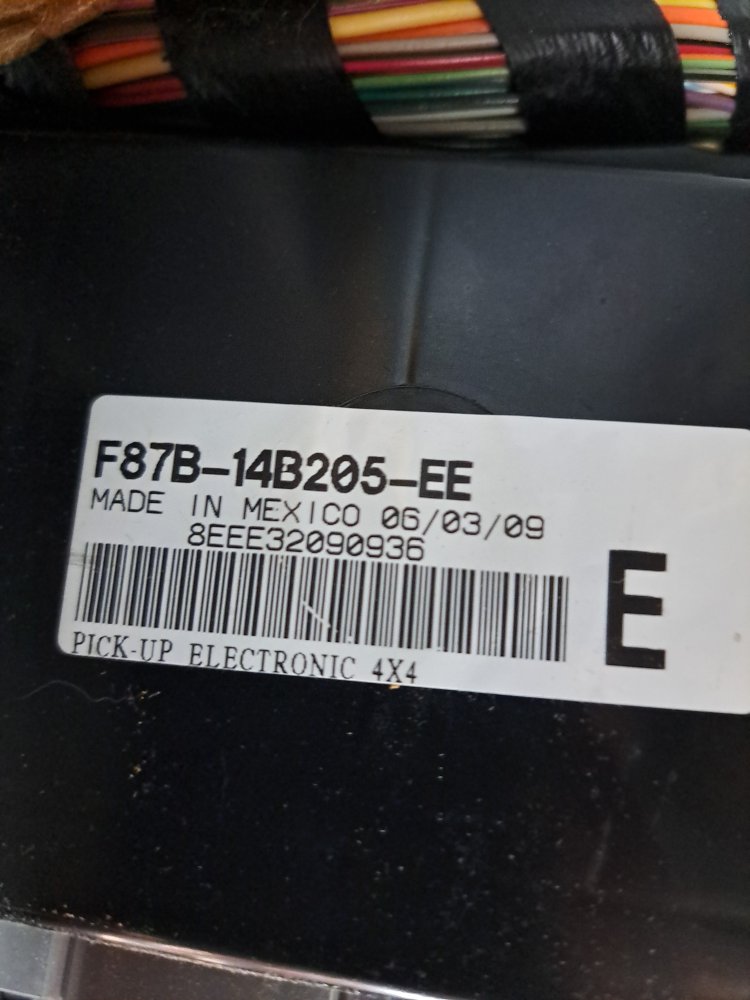 F87B-14B205-EE
MADE IN MEXICO 06/03/09
8EEE32090936
E
PICK-UP ELECTRONIC 4X4